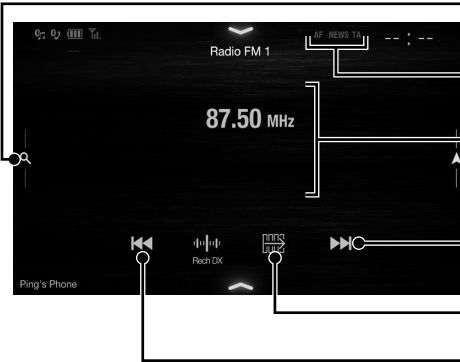 AF NEWS TA
-- : --
Radio FM 1
87.50 MHz
Rech DX
Ping's Phone